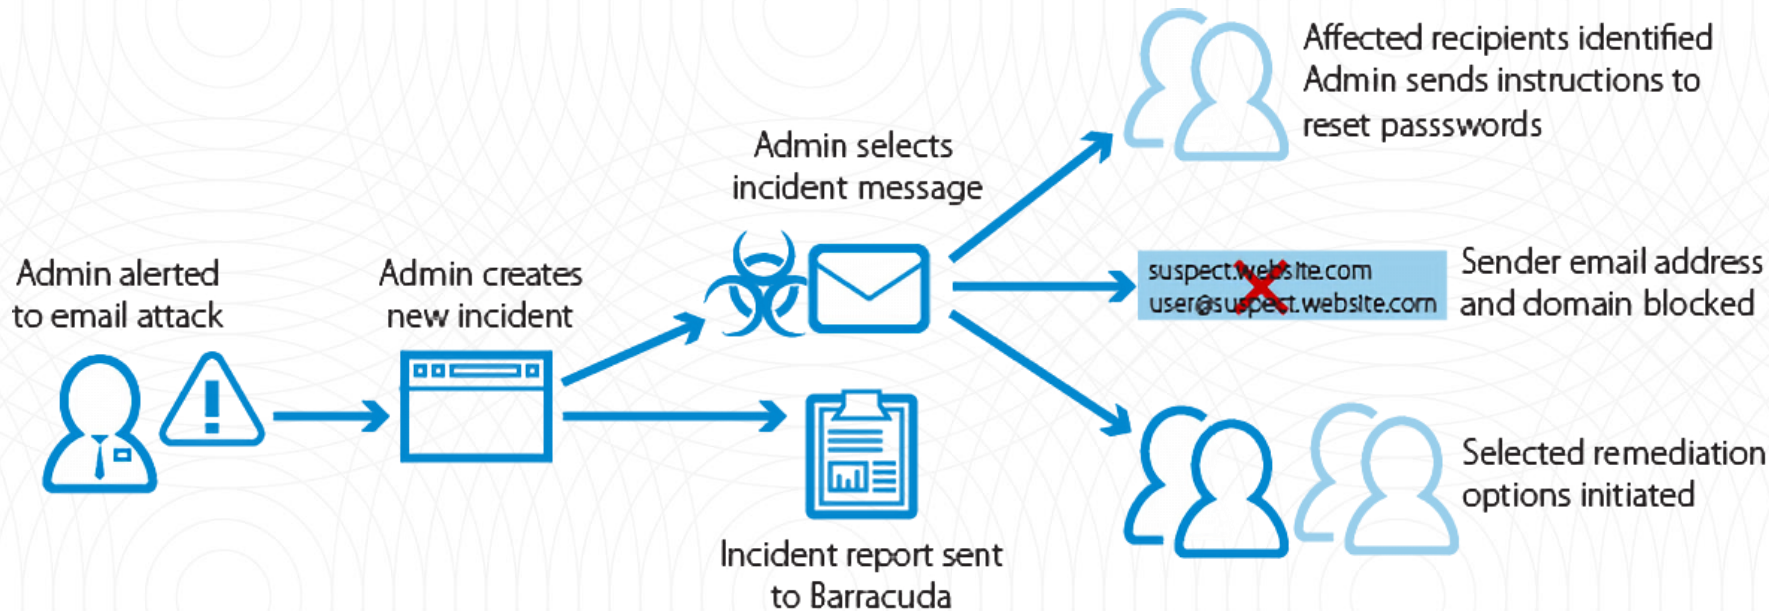 Admin alerted
to email attack
Admin creates
new incident
Admin selects
incident message
Incident report sent
to Barracuda
Affected recipients identified
Admin sends instructions to
reset passswords
suspect.website.com
user@suspect.website.com
Sender email address
and domain blocked
Selected remediation
options initiated